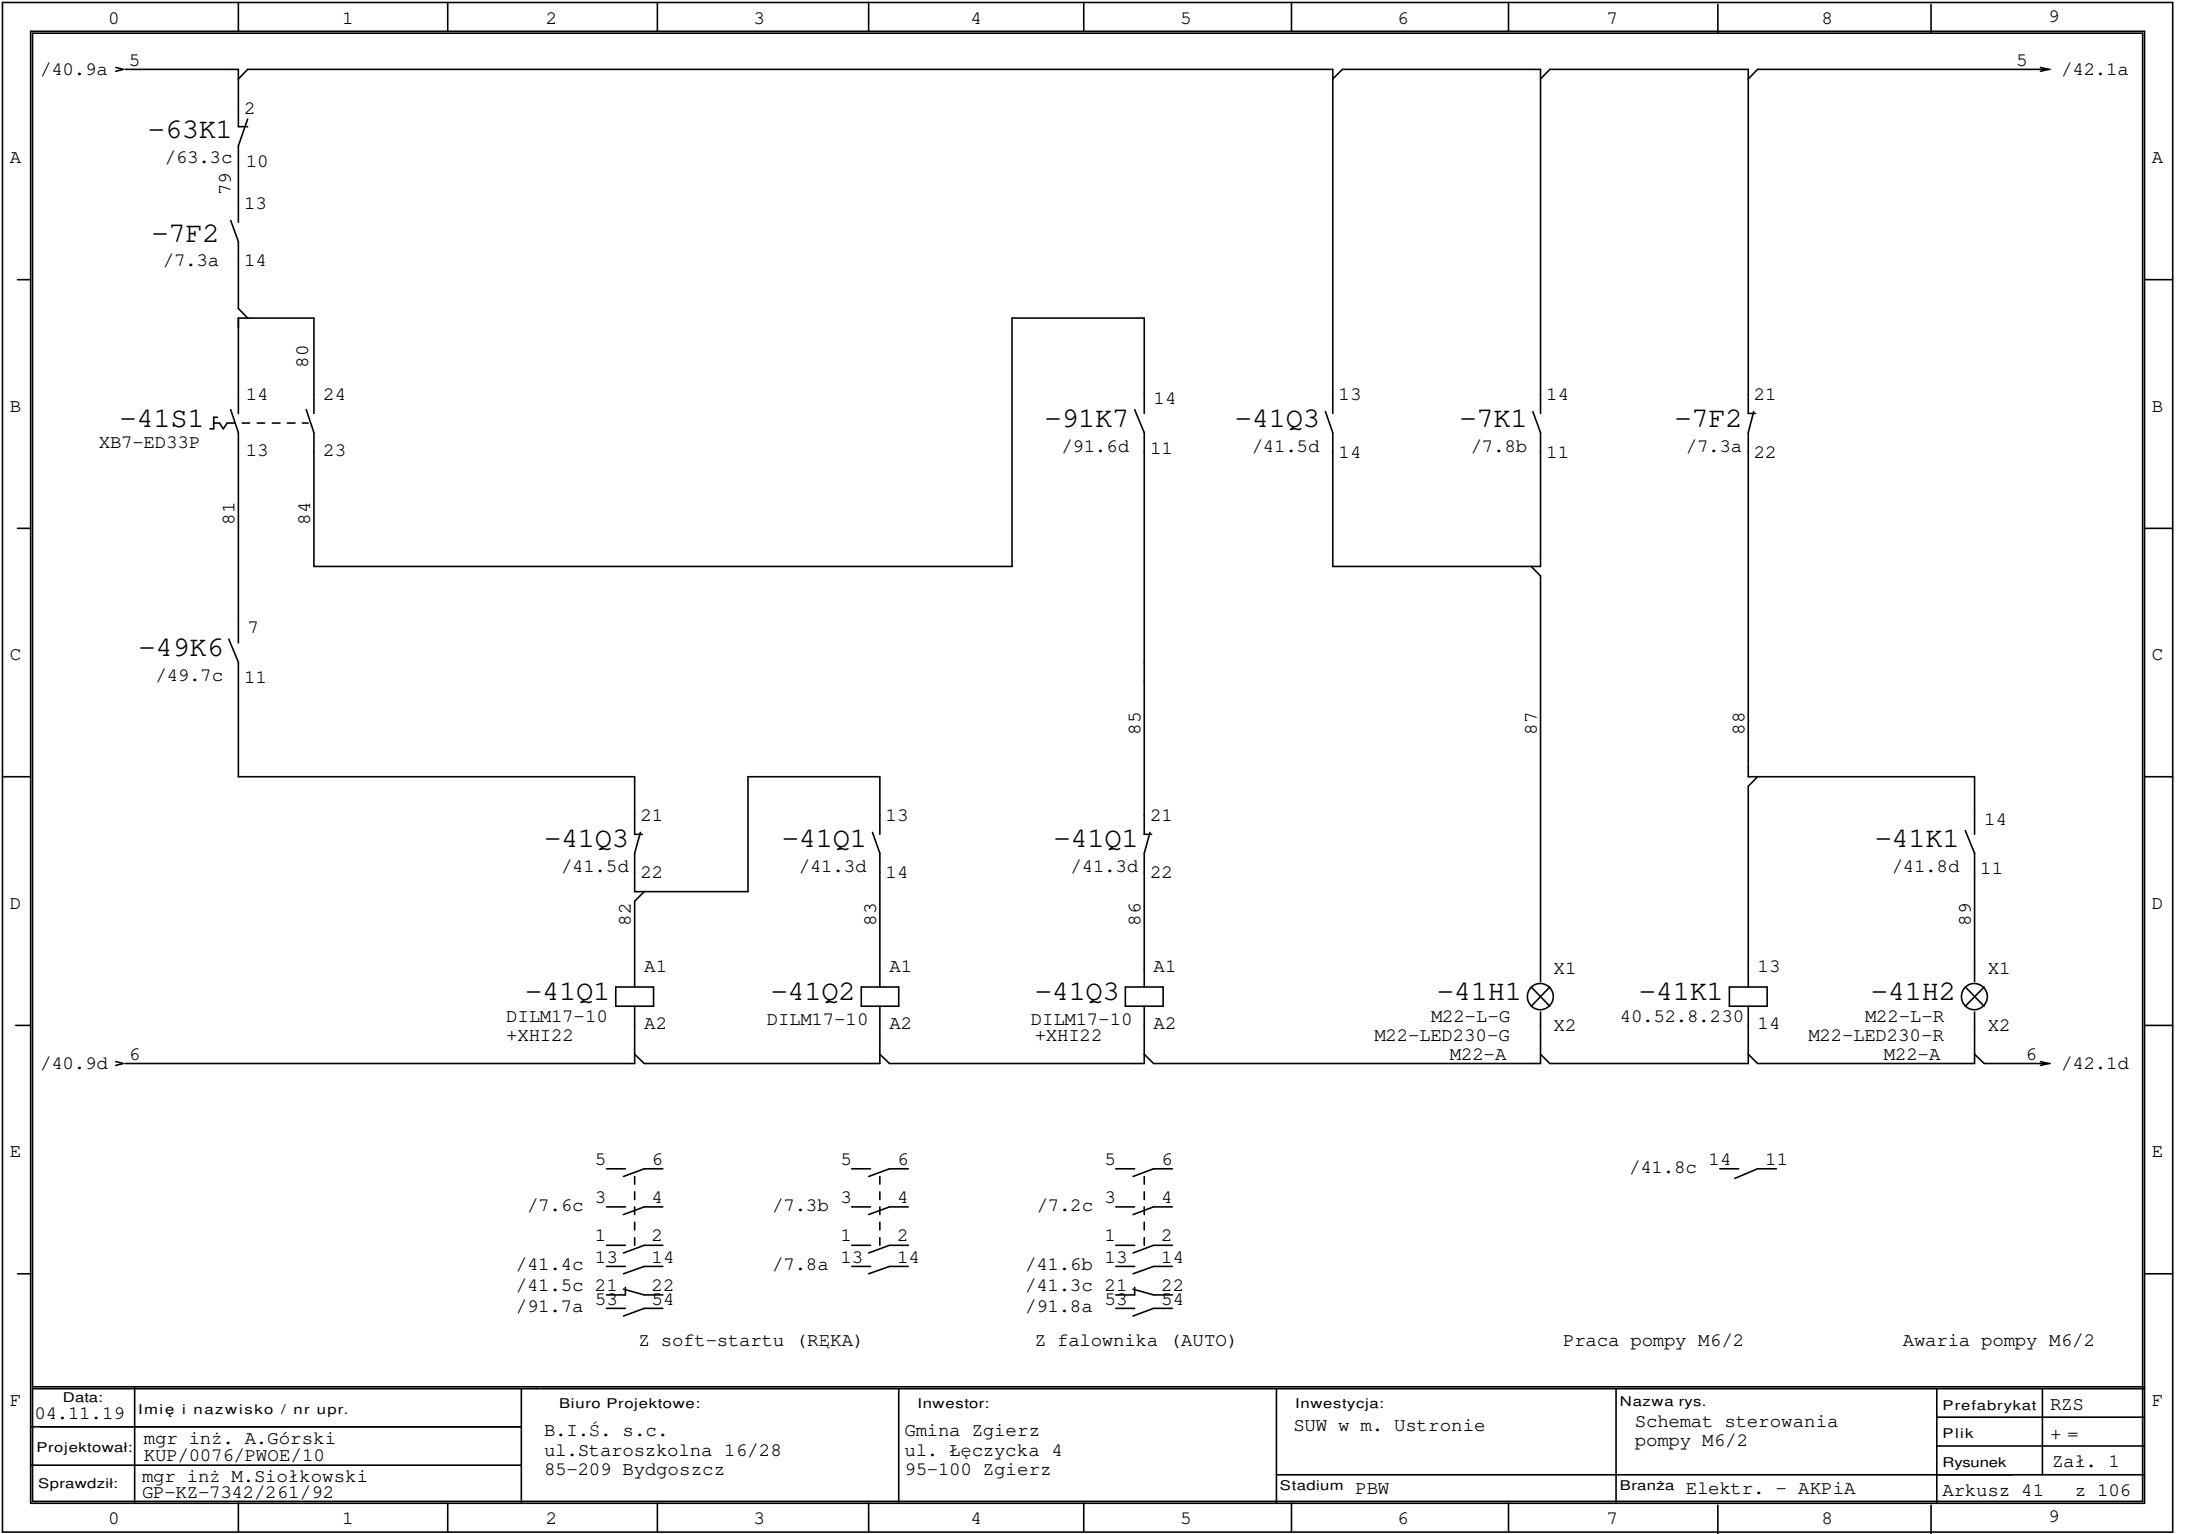 0 1 2 3 4 5 6 7 8 9
/40.9a 5 5 /42.1a
2
-63K1
/63.3c 10
79
13
-7F2
/7.3a 14
A A
80
14 24
-41S1
XB7-ED33P
13 23
81 84
14
-91K7
/91.6d 11
13
-41Q3
/41.5d 14
14
-7K1
/7.8b 11
21
-7F2
/7.3a 22
B B
7
-49K6
/49.7c 11
85 87 88
C C
21
-41Q3
/41.5d 22
82
13
-41Q1
/41.3d 14
83
21
-41Q1
/41.3d 22
86
14
-41K1
/41.8d 11
89
D D
A1
-41Q1
DILM17-10
+XHI22
A2
A1
-41Q2
DILM17-10
A2
A1
-41Q3
DILM17-10
+XHI22
A2
X1
-41H1
M22-L-G
M22-LED230-G
M22-A
X2
13
-41K1
40.52.8.230
14
X1
-41H2
M22-L-R
M22-LED230-R
M22-A
X2
/40.9d 6 6 /42.1d
E E
5 6
/7.6c 3 4
1 2
/41.4c 13 14
/41.5c 21 22
/91.7a 53 54
5 6
/7.3b 3 4
1 2
/7.8a 13 14
5 6
/7.2c 3 4
1 2
/41.6b 13 14
/41.3c 21 22
/91.8a 53 54
/41.8c 14 11
Z soft-startu (RĘKA)
Z falownika (AUTO)
Praca pompy M6/2
Awaria pompy M6/2
F F
Data:
04.11.19
Imię i nazwisko / nr upr.
Projektował:
mgr inż. A.Górski
KUP/0076/PWOE/10
Sprawdził:
mgr inż M.Siołkowski
GP-KZ-7342/261/92
Biuro Projektowe:
B.I.Ś. s.c.
ul.Staroszkolna 16/28
85-209 Bydgoszcz
Inwestor:
Gmina Zgierz
ul. Łęczycka 4
95-100 Zgierz
Inwestycja:
SUW w m. Ustronie
Stadium PBW
Nazwa rys.
Schemat sterowania
pompy M6/2
Branża Elektr. - AKPiA
Prefabrykat RZS
Plik + =
Rysunek Zał. 1
Arkusz 41 z 106
0 1 2 3 4 5 6 7 8 9